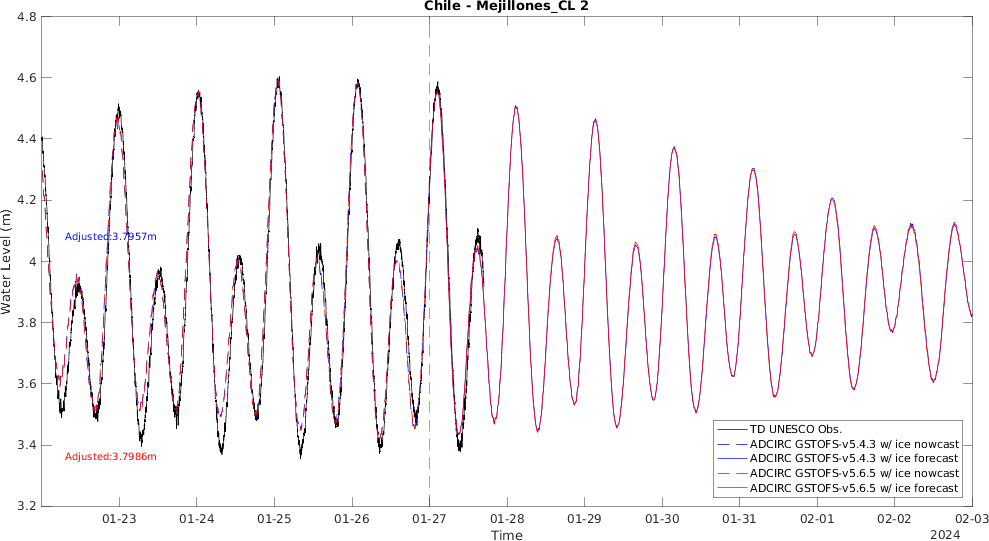 Chile - Mejillones_CL 2
4.8
4.6
4.4
4.2
4
3.8
3.6
3.4
3.2
Water Level (m)
Adjusted:3.7957m
Adjusted:3.7986m
TD UNESCO Obs.
ADCIRC GSTOFS-v5.4.3 w/ ice nowcast
ADCIRC GSTOFS-v5.4.3 w/ ice forecast
ADCIRC GSTOFS-v5.6.5 w/ ice nowcast
ADCIRC GSTOFS-v5.6.5 w/ ice forecast
01-23 01-24 01-25 01-26 01-27 01-28 01-29 01-30 01-31 02-01 02-02 02-03
Time 2024